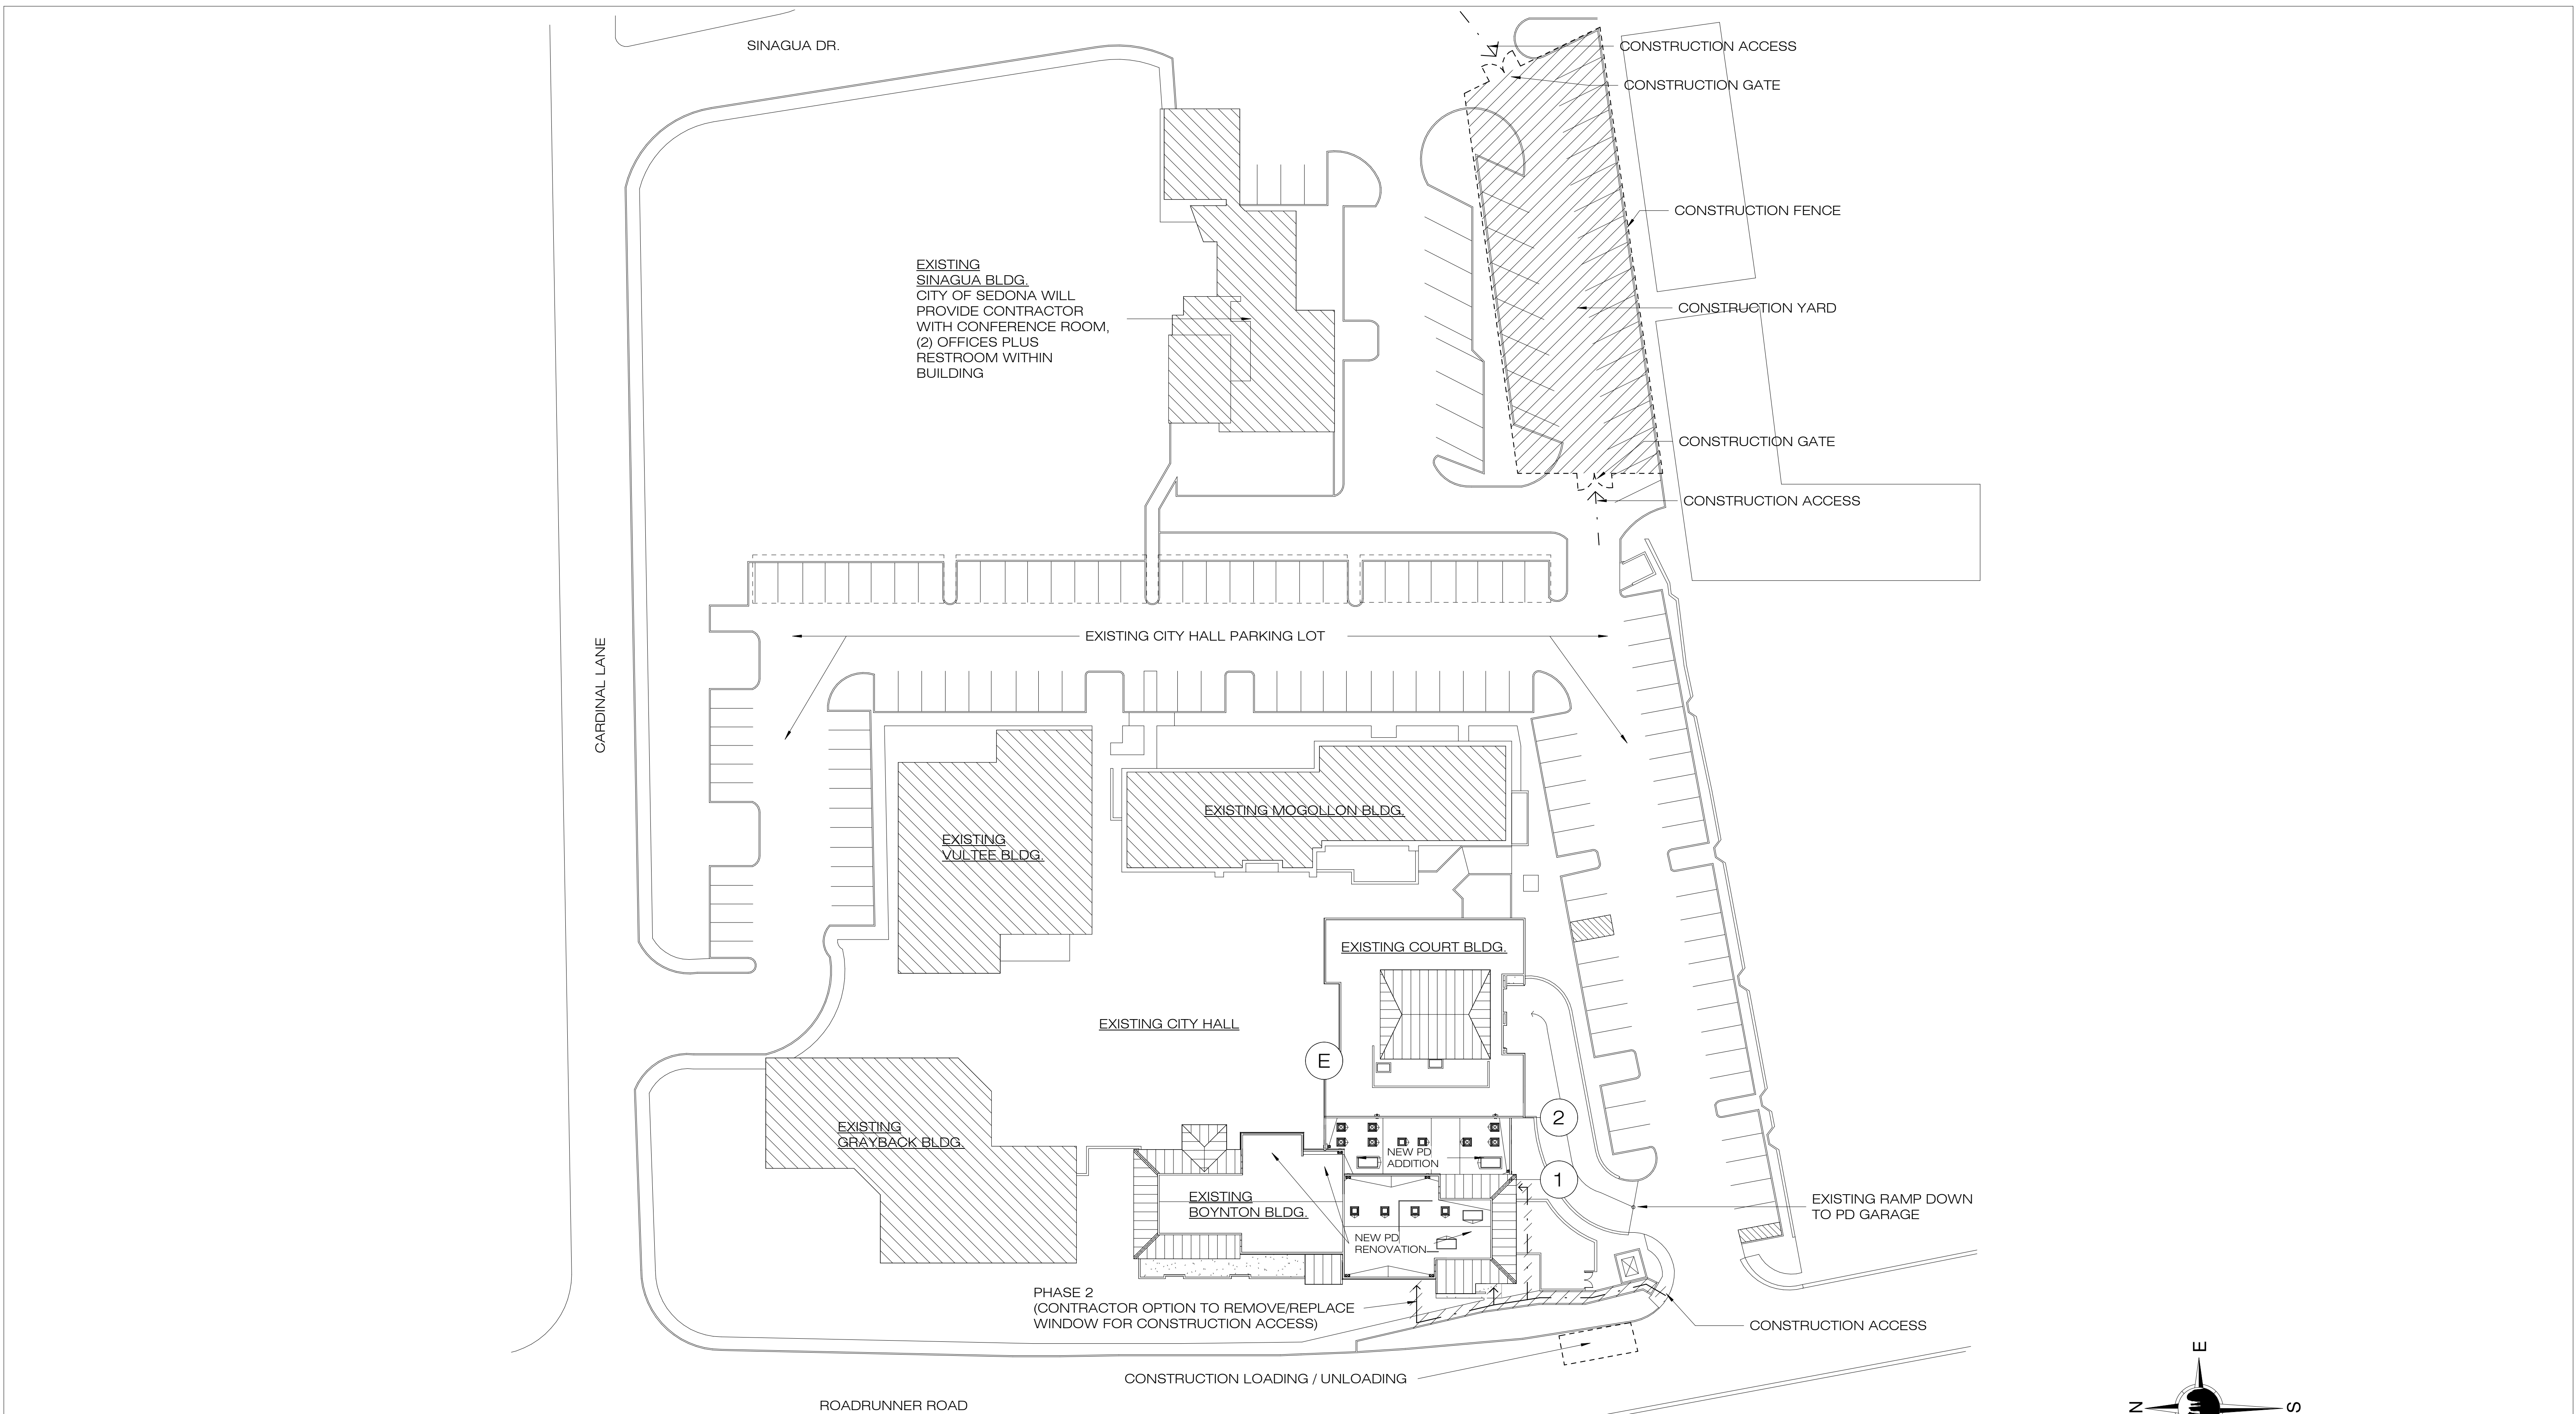 SINAGUA DR.
CONSTRUCTION ACCESS
CONSTRUCTION GATE
CONSTRUCTION FENCE
EXISTING
SINAGUA BLDG.
CITY OF SEDONA WILL
PROVIDE CONTRACTOR
WITH CONFERENCE ROOM,
(2) OFFICES PLUS
RESTROOM WITHIN
BUILDING
CONSTRUCTION YARD
CONSTRUCTION GATE
CONSTRUCTION ACCESS
EXISTING CITY HALL PARKING LOT
CARDINAL LANE
EXISTING MOGOLLON BLDG.
EXISTING
VULTEE BLDG.
EXISTING COURT BLDG.
EXISTING CITY HALL
E
2
EXISTING
GRAYBACK BLDG.
NEW PD
ADDITION
1
EXISTING
BOYNTON BLDG.
EXISTING RAMP DOWN
TO PD GARAGE
NEW PD
RENOVATION
PHASE 2
(CONTRACTOR OPTION TO REMOVE/REPLACE
WINDOW FOR CONSTRUCTION ACCESS)
CONSTRUCTION ACCESS
CONSTRUCTION LOADING / UNLOADING
ROADRUNNER ROAD
E
N
S